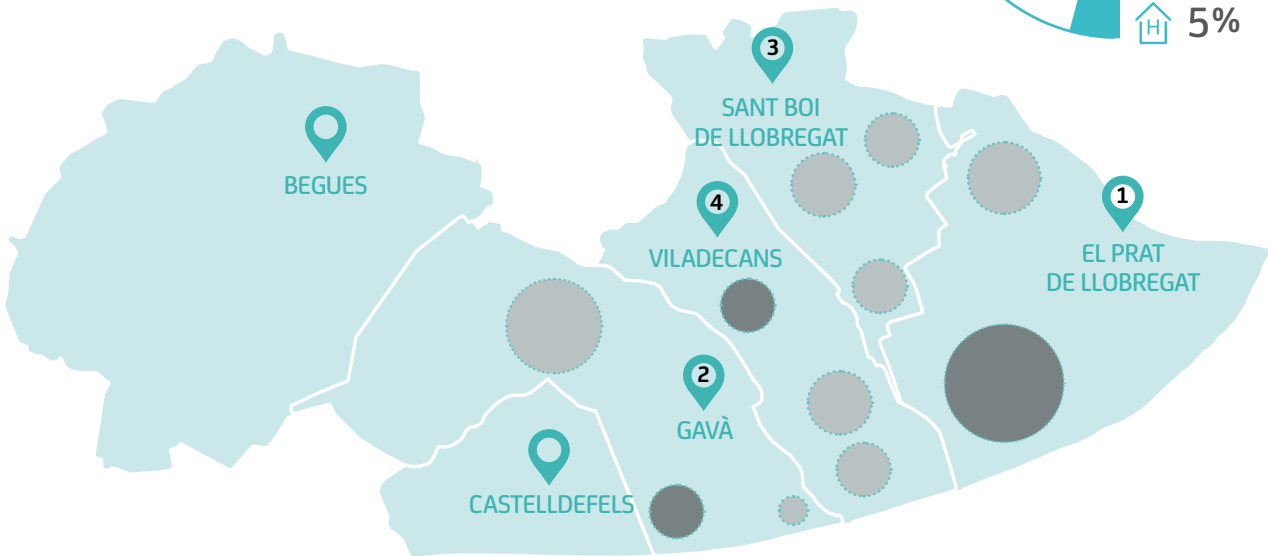 H 5%
3
SANT BOI
DE LLOBREGAT
BEGUES
4
VILADECANS
1
EL PRAT
DE LLOBREGAT
2
GAVÀ
CASTELLDEFELS